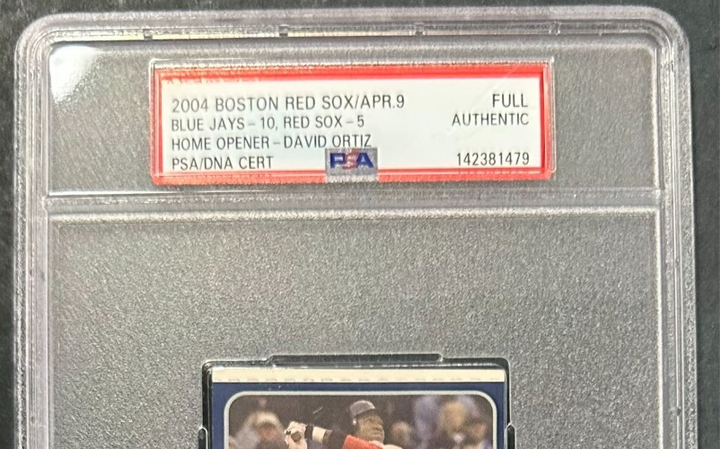 2004 BOSTON RED SOX/APR.9 FULL
BLUE JAYS-10, RED SOX-5 AUTHENTIC
HOME OPENER-DAVID ORTIZ
PSA/DNA CERT PSA 142381479